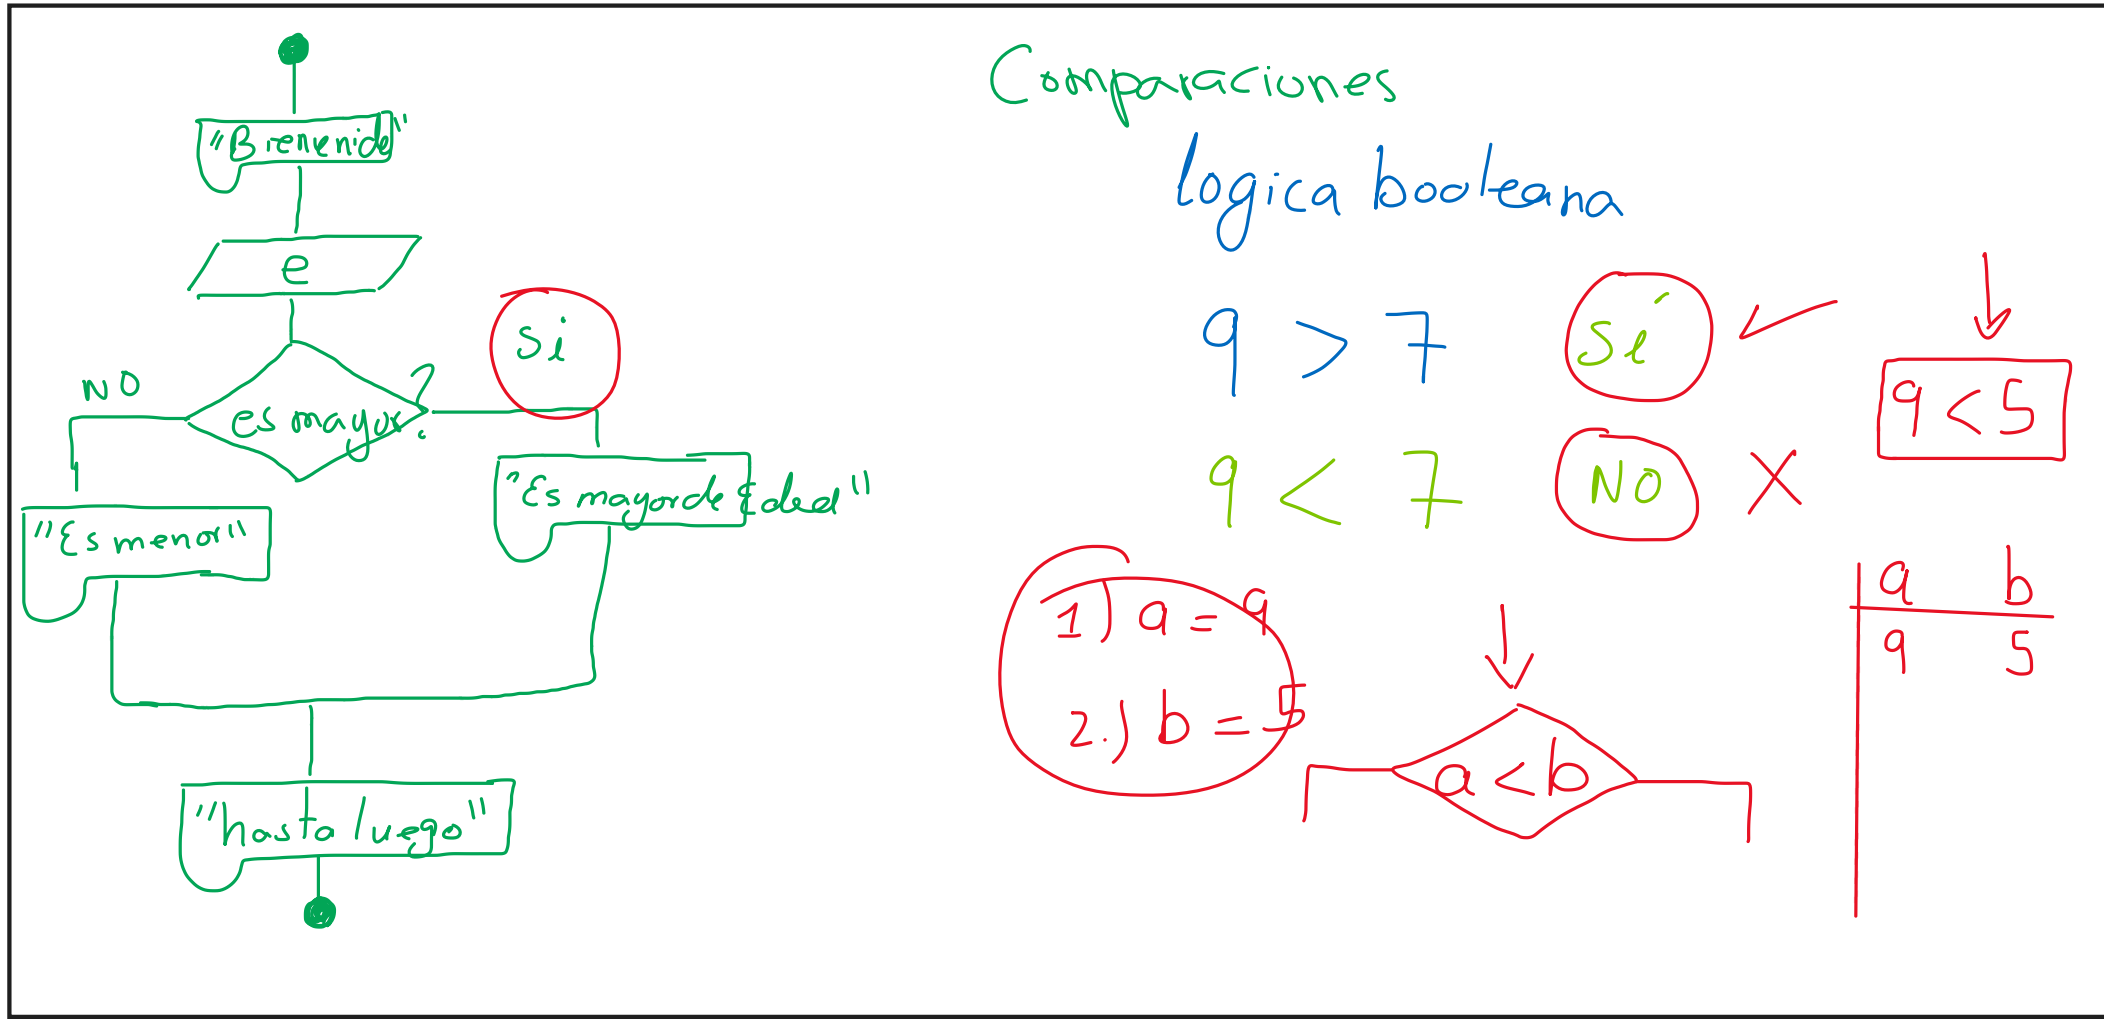 "Bienenido"
e
es mayor?
NO
Si
"Es menor"
"Es mayor de Edad"
"hasta luego"
Comparaciones
logica booleana
9 > 7 Sí
9 < 7 NO X
9 < 5
1) a = 9
2.) b = 5
a < b
a b
9 5